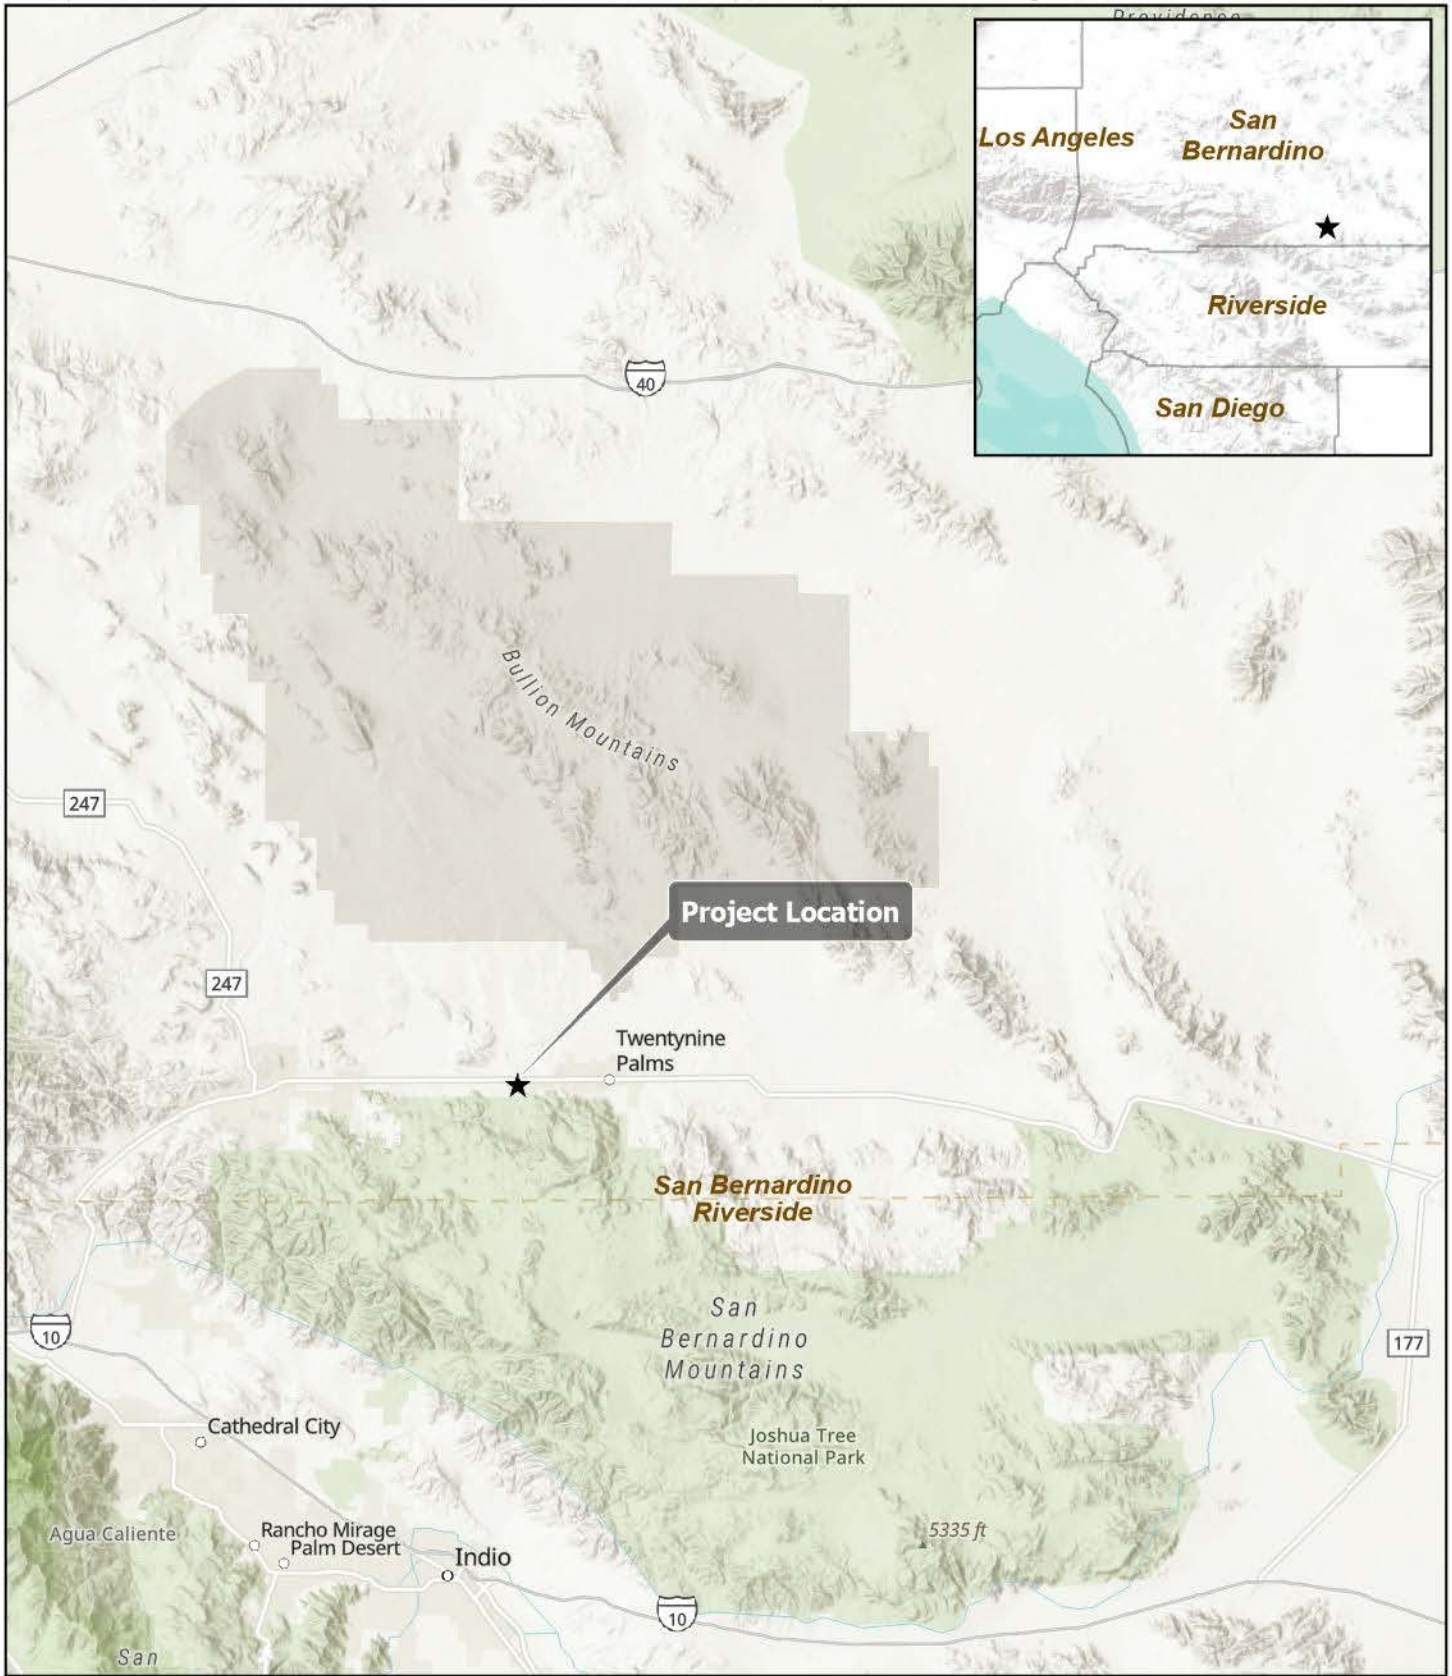 Providence
Los Angeles
San
Bernardino
Riverside
San Diego
40
Bullion Mountains
247
Project Location
247
Twentynine
Palms
San Bernardino
Riverside
San
Bernardino
Mountains
10
177
Cathedral City
Joshua Tree
National Park
Agua Caliente
Rancho Mirage
Palm Desert
Indio
5335 ft
10
San